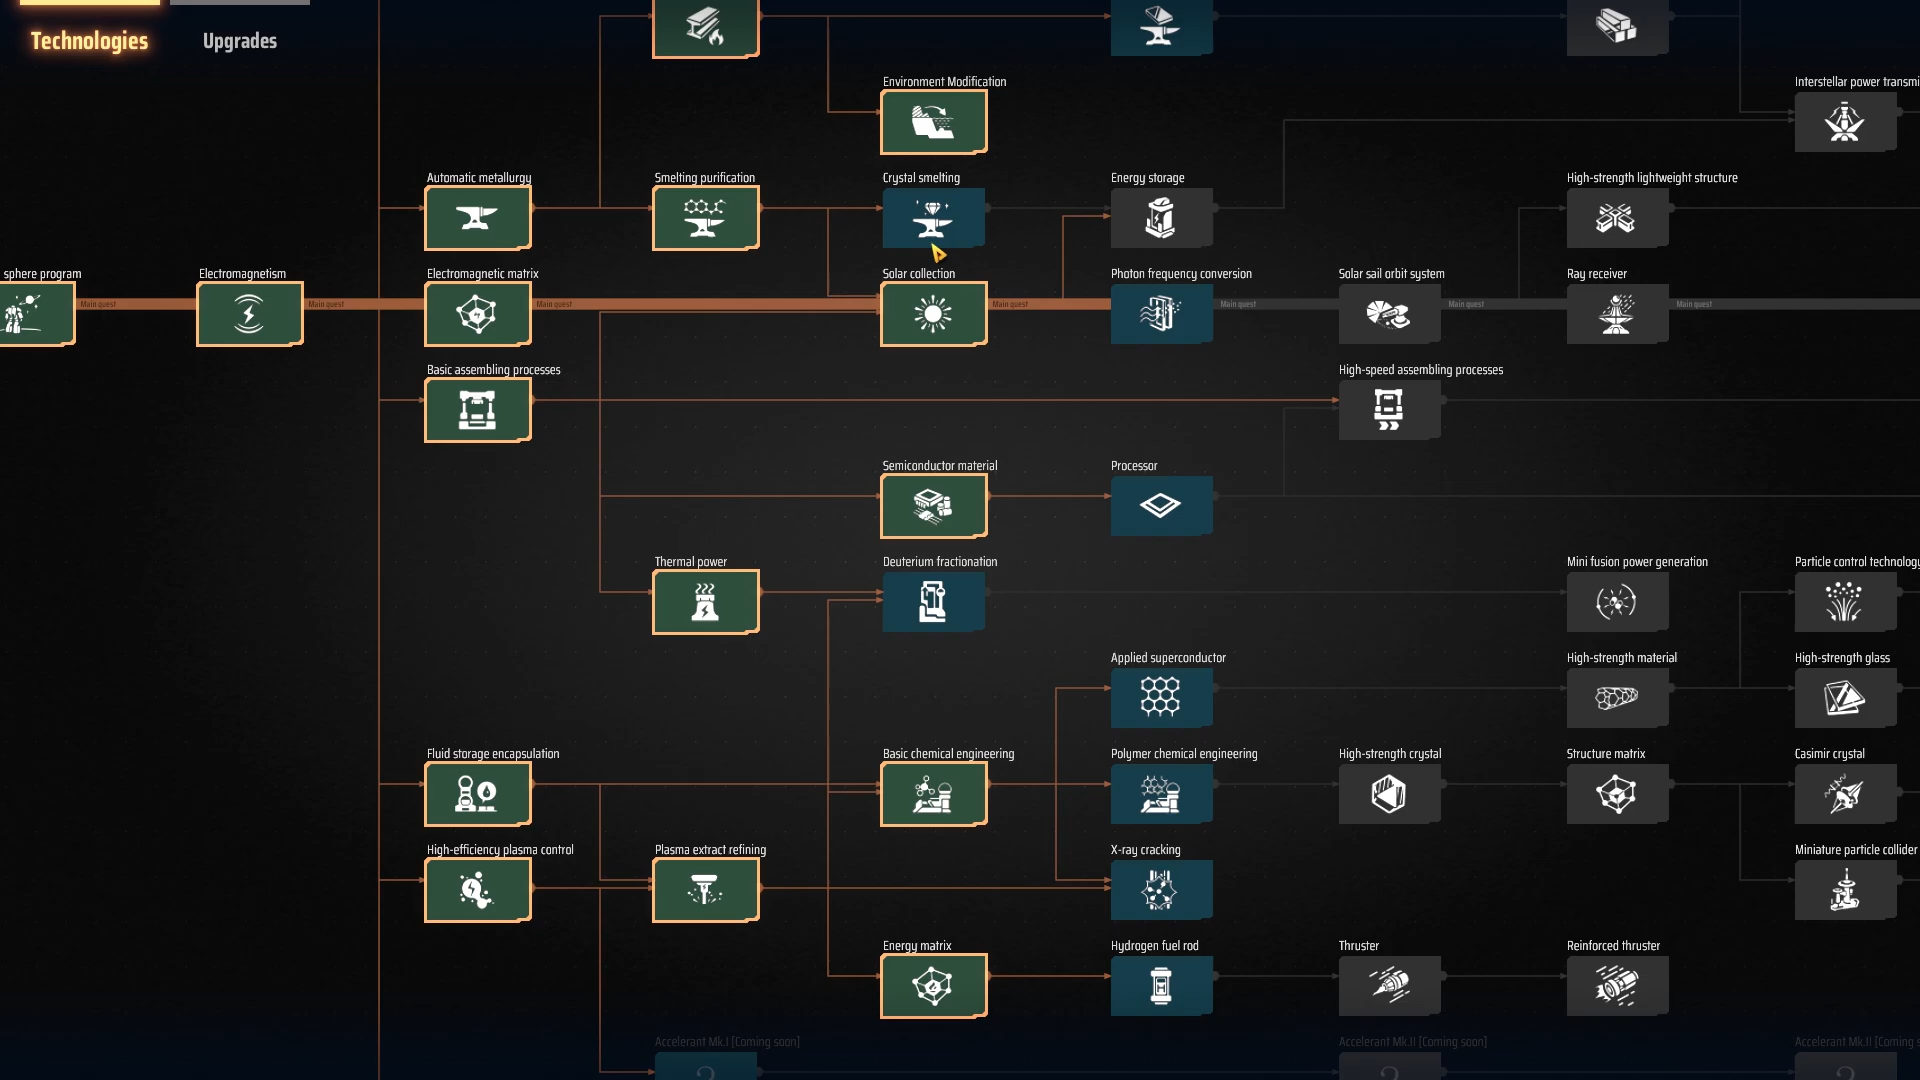 Technologies
Upgrades
Environment Modification
Interstellar power transmi
Automatic metallurgy
Smelting purification
Crystal smelting
Energy storage
High-strength lightweight structure
sphere program
Electromagnetism
Electromagnetic matrix
Solar collection
Photon frequency conversion
Solar sail orbit system
Ray receiver
Main quest
Main quest
Main quest
Main quest
Main quest
Main quest
Main quest
Basic assembling processes
High-speed assembling processes
Semiconductor material
Processor
Thermal power
Deuterium fractionation
Mini fusion power generation
Particle control technology
Applied superconductor
High-strength material
High-strength glass
Fluid storage encapsulation
Basic chemical engineering
Polymer chemical engineering
High-strength crystal
Structure matrix
Casimir crystal
High-efficiency plasma control
Plasma extract refining
X-ray cracking
Miniature particle collider
Energy matrix
Hydrogen fuel rod
Thruster
Reinforced thruster
Accelerant Mk.I [Coming soon]
Accelerant Mk.II [Coming soon]
Accelerant Mk.III [Coming s
?
?
?